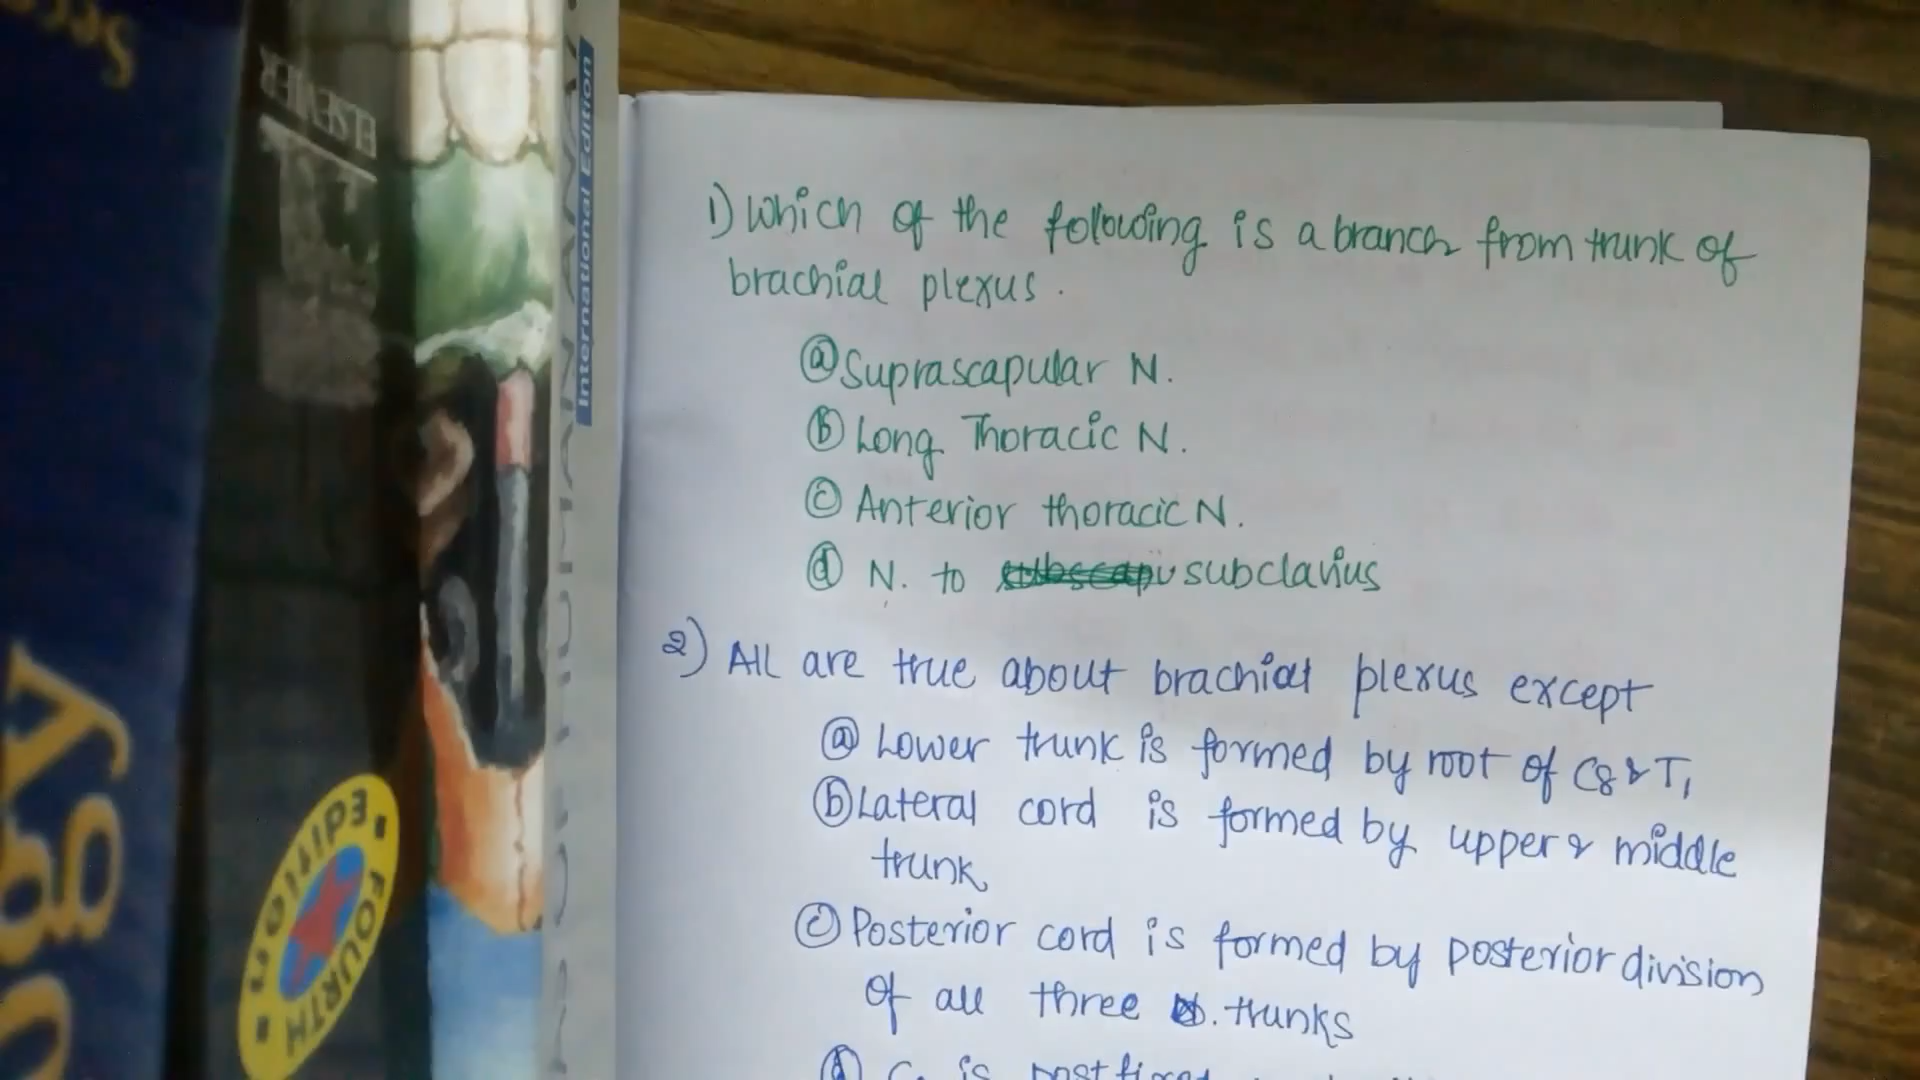 ELSEVIER
International Edition
FOURTH EDITION
1) Which of the following is a branch from trunk of
brachial plexus.
ⓐ Suprascapular N.
ⓑ Long Thoracic N.
ⓒ Anterior thoracic N.
ⓓ N. to subclavius
2) All are true about brachial plexus except
ⓐ Lower trunk is formed by root of C8 & T1
ⓑ Lateral cord is formed by upper & middle
trunk
ⓒ Posterior cord is formed by posterior division
of all three trunks
ⓓ is post fixed